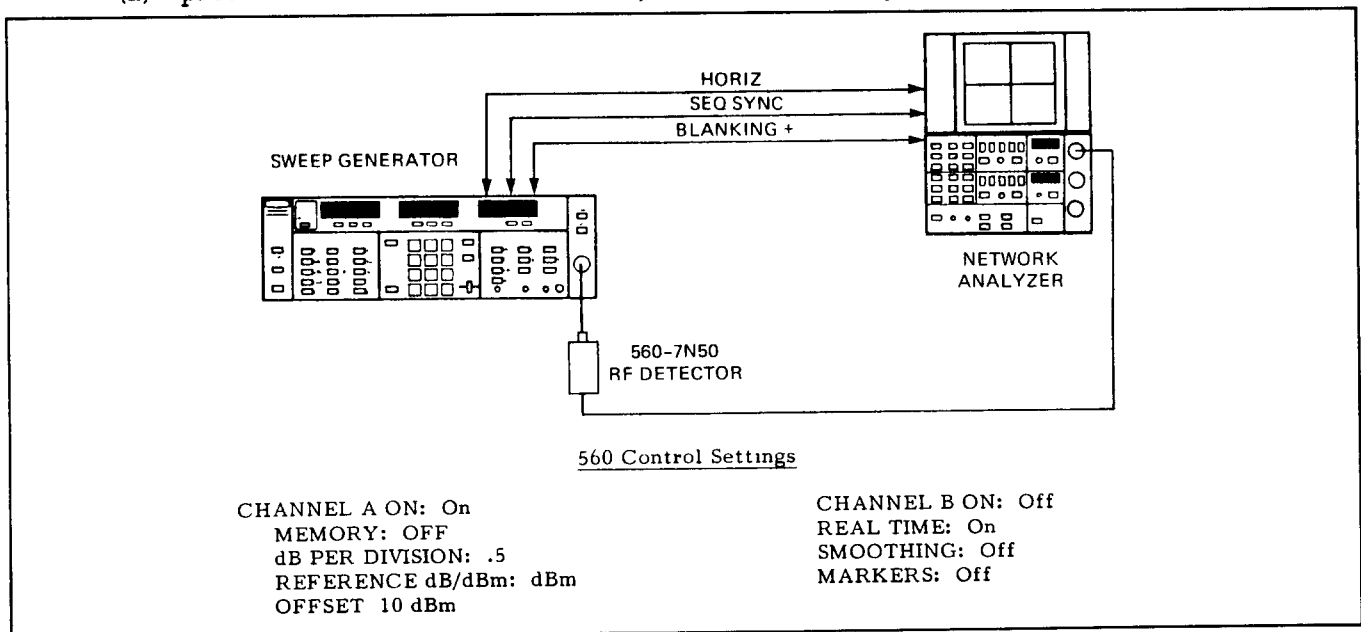 HORIZ
SEQ SYNC
BLANKING +
SWEEP GENERATOR
NETWORK
ANALYZER
560-7N50
RF DETECTOR
560 Control Settings
CHANNEL A ON: On
MEMORY: OFF
dB PER DIVISION: .5
REFERENCE dB/dBm: dBm
OFFSET 10 dBm
CHANNEL B ON: Off
REAL TIME: On
SMOOTHING: Off
MARKERS: Off